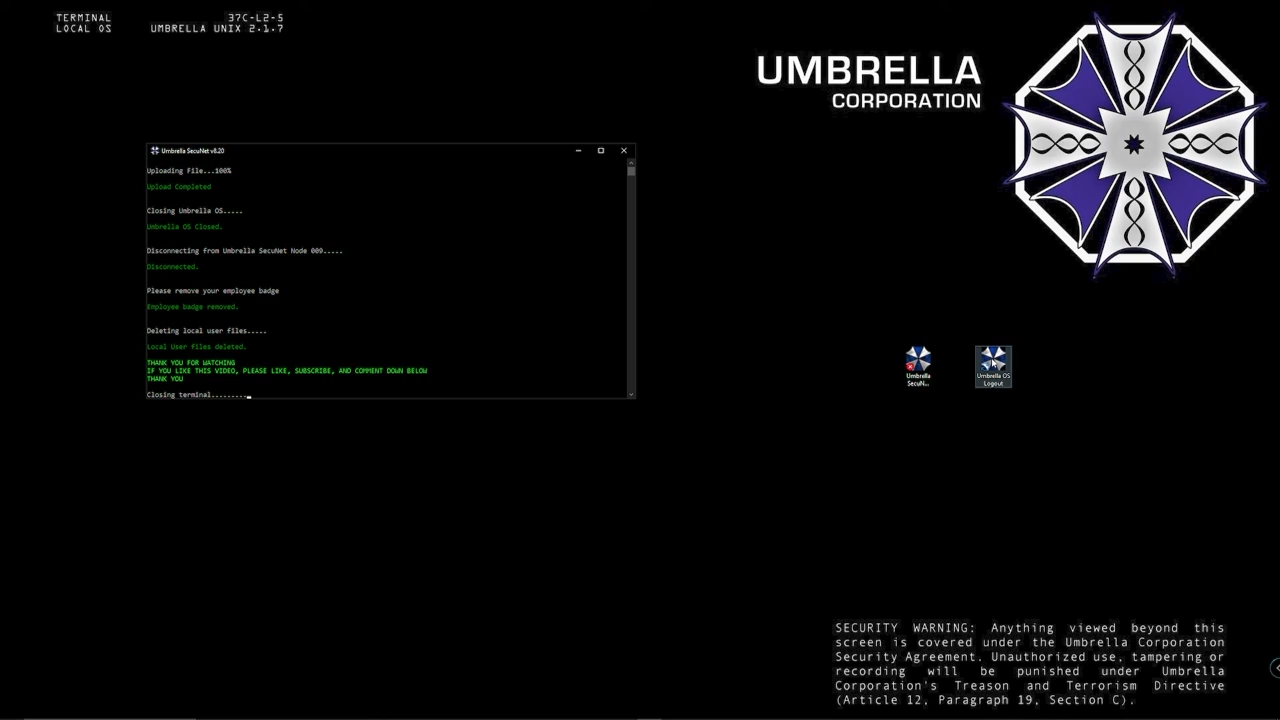 TERMINAL 37C-L2-5
LOCAL OS UMBRELLA UNIX 2.1.7
UMBRELLA
CORPORATION
Umbrella SecuNet v8.20
Uploading File...100%
Upload Completed
Closing Umbrella OS.....
Umbrella OS Closed.
Disconnecting from Umbrella SecuNet Node 009.....
Disconnected.
Please remove your employee badge
Employee badge removed.
Deleting local user files.....
Local User files deleted.
THANK YOU FOR WATCHING
IF YOU LIKE THIS VIDEO, PLEASE LIKE, SUBSCRIBE, AND COMMENT DOWN BELOW
THANK YOU
Closing terminal.........
Umbrella
SecuN...
Umbrella OS
Logout
SECURITY WARNING: Anything viewed beyond this
screen is covered under the Umbrella Corporation
Security Agreement. Unauthorized use, tampering or
recording will be punished under Umbrella
Corporation's Treason and Terrorism Directive
(Article 12, Paragraph 19, Section C).